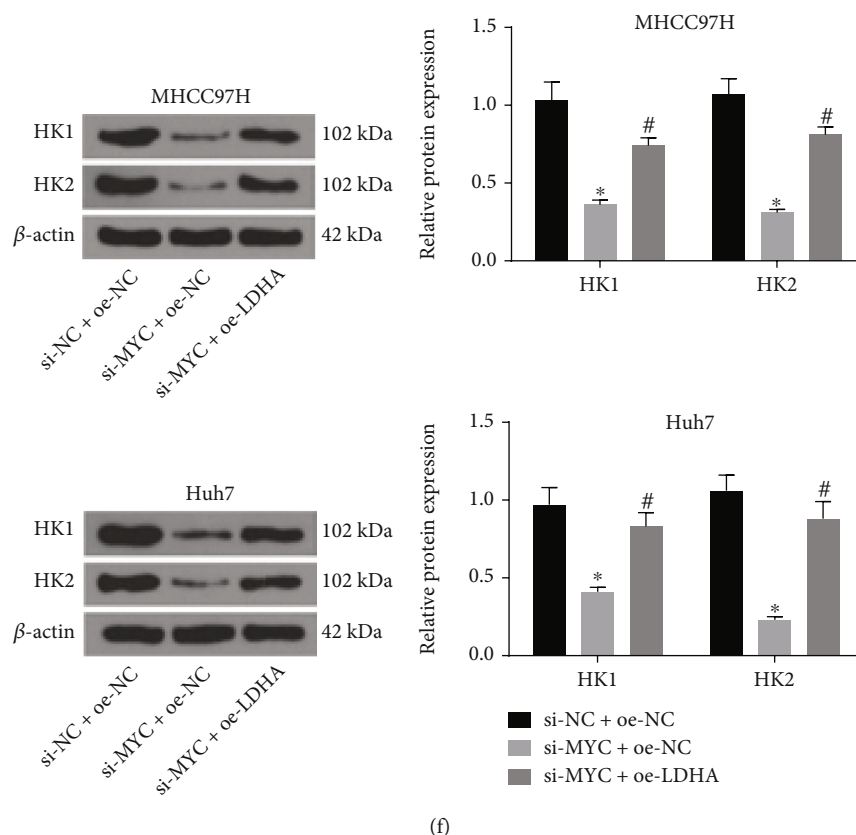 MHCC97H
HK1 102 kDa
HK2 102 kDa
β-actin 42 kDa
si-NC + oe-NC
si-MYC + oe-NC
si-MYC + oe-LDHA
MHCC97H
Relative protein expression
1.5
1.0
0.5
0.0
#
#
*
*
HK1 HK2
Huh7
HK1 102 kDa
HK2 102 kDa
β-actin 42 kDa
si-NC + oe-NC
si-MYC + oe-NC
si-MYC + oe-LDHA
Huh7
Relative protein expression
1.5
1.0
0.5
0.0
#
#
*
*
HK1 HK2
si-NC + oe-NC
si-MYC + oe-NC
si-MYC + oe-LDHA
(f)